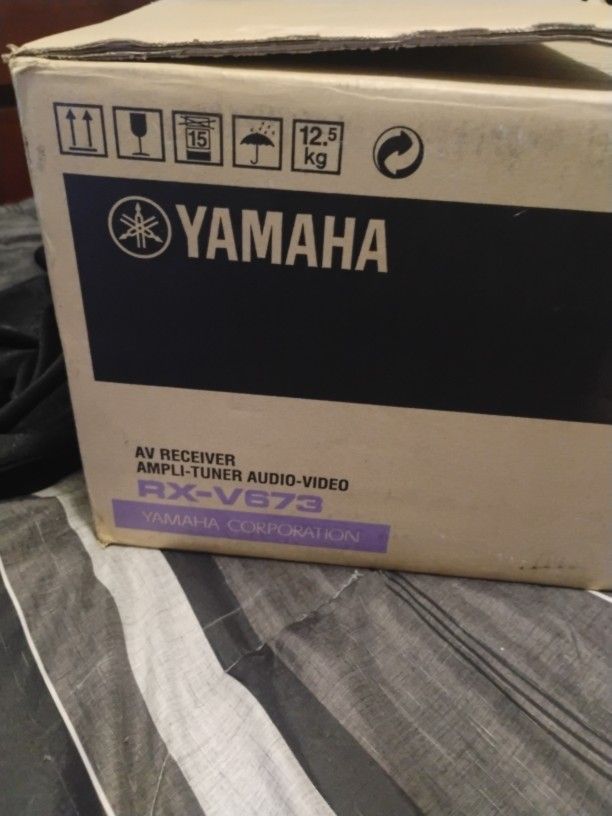 15
12.5
kg
YAMAHA
AV RECEIVER
AMPLI-TUNER AUDIO-VIDEO
RX-V673
YAMAHA CORPORATION